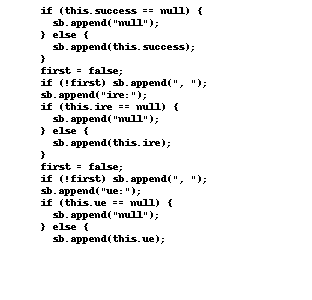 if (this.success == null) {
  sb.append("null");
} else {
  sb.append(this.success);
}
first = false;
if (!first) sb.append(", ");
sb.append("ire:");
if (this.ire == null) {
  sb.append("null");
} else {
  sb.append(this.ire);
}
first = false;
if (!first) sb.append(", ");
sb.append("ue:");
if (this.ue == null) {
  sb.append("null");
} else {
  sb.append(this.ue);